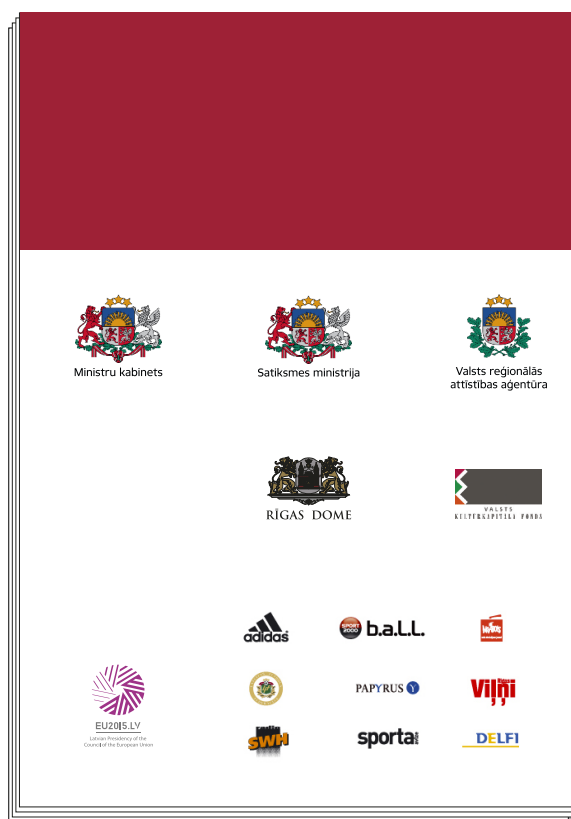 Ministru kabinets
Satiksmes ministrija
Valsts reģionālās
attīstības aģentūra
RĪGAS DOME
VALSTS
KULTŪRKAPITĀLA FONDS
adidas
SPORT
2000
b.a.L.L.
EU2015.LV
Latvian Presidency of the
Council of the European Union
PAPYRUS
Viļņi
SWH
sporta
DELFI